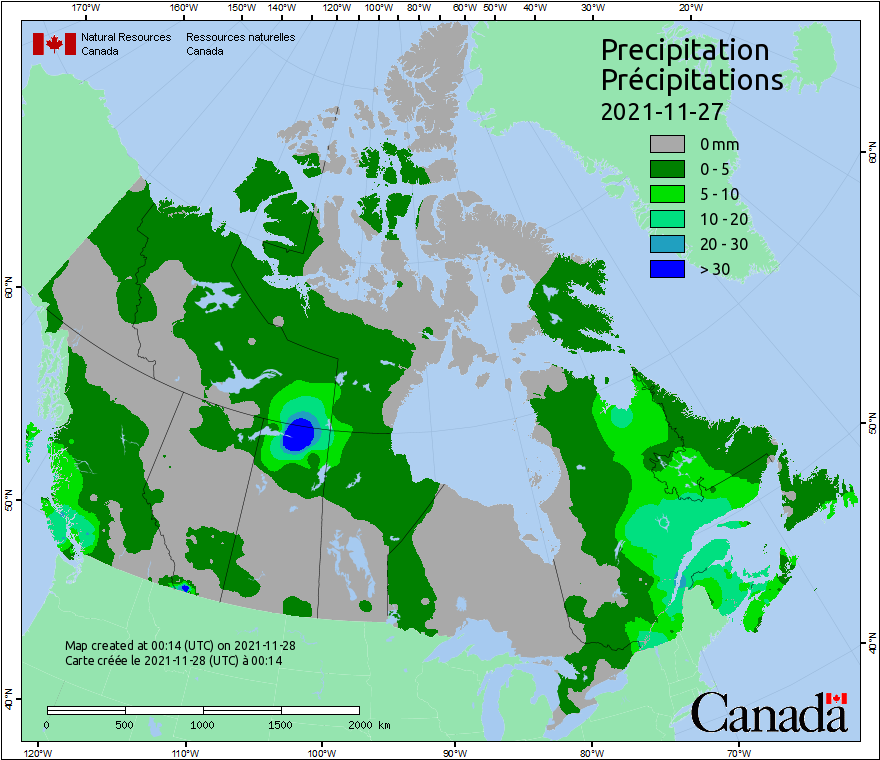 170°W 160°W 150°W 140°W 120°W 100°W 80°W 60°W 50°W 40°W 30°W 20°W
Natural Resources Ressources naturelles
Canada Canada
Precipitation
Précipitations
2021-11-27
0 mm
0 - 5
5 - 10
10 - 20
20 - 30
> 30
60°N
60°N
50°N
50°N
40°N
40°N
Map created at 00:14 (UTC) on 2021-11-28
Carte créée le 2021-11-28 (UTC) à 00:14
0 500 1000 1500 2000 km
Canada
120°W 110°W 100°W 90°W 80°W 70°W